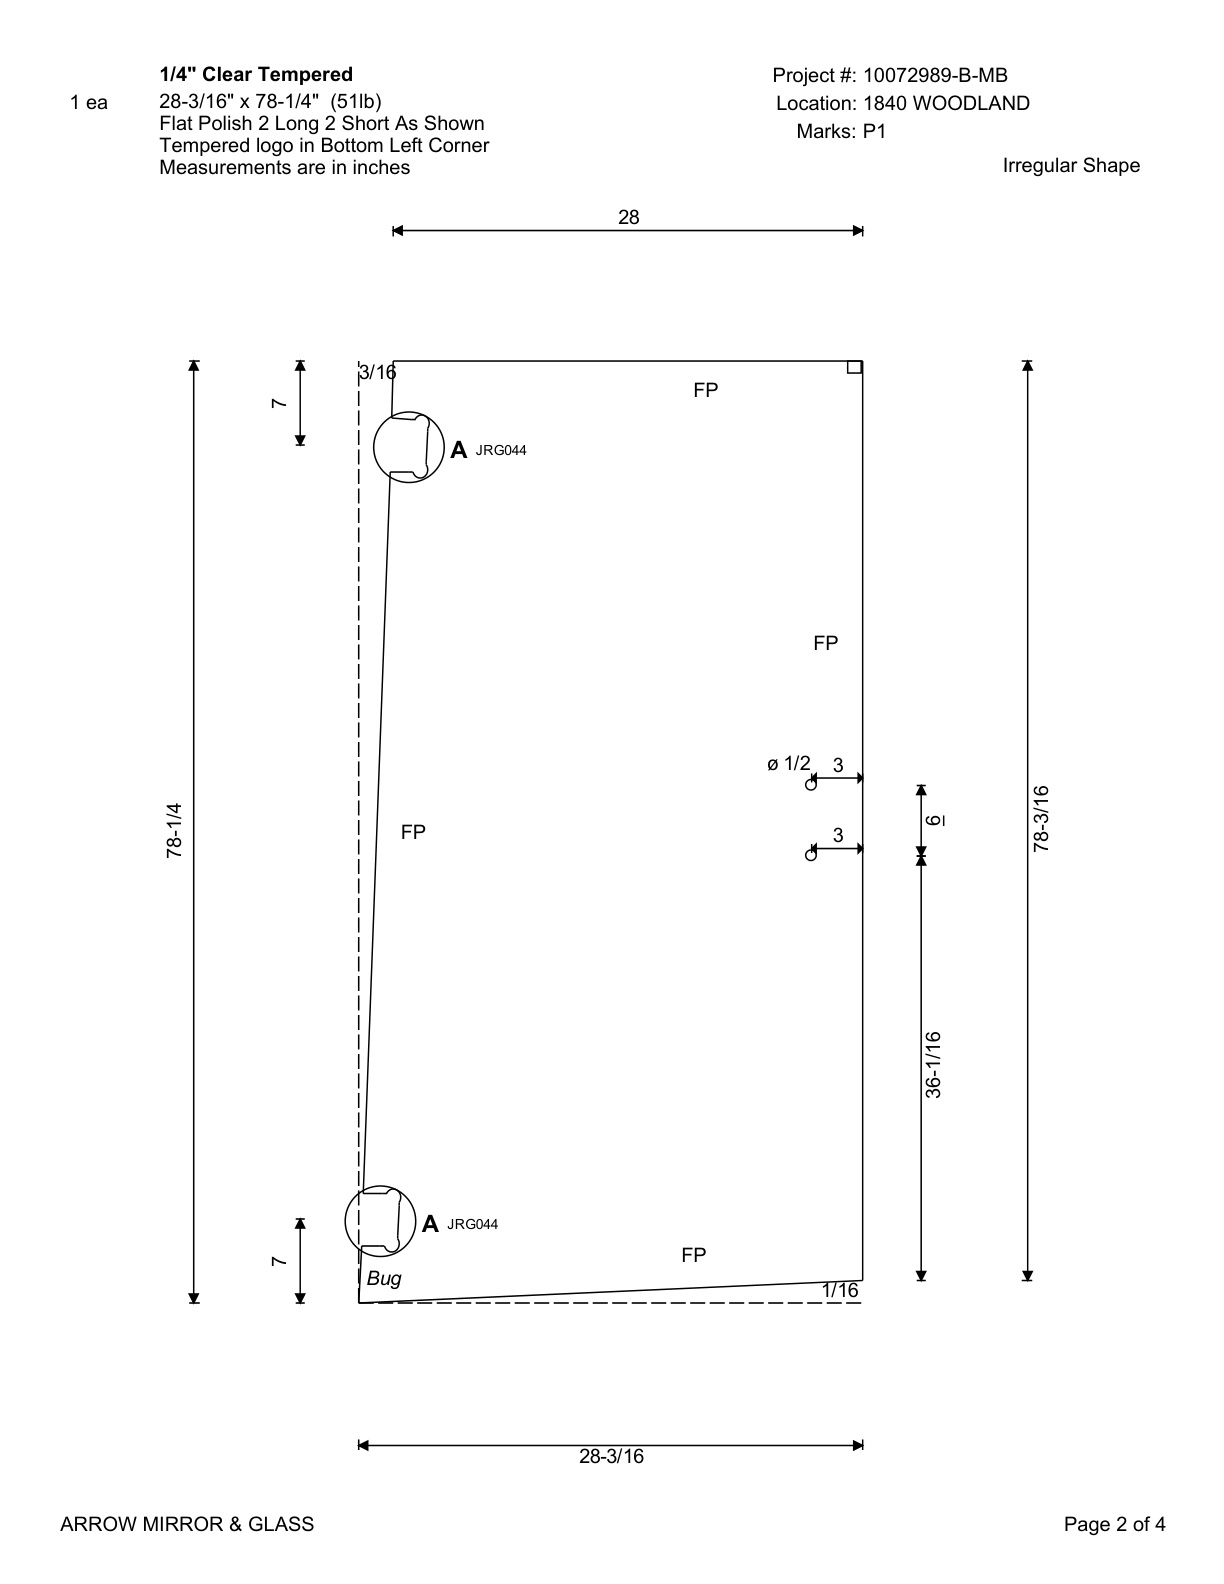 1/4" Clear Tempered
Project #: 10072989-B-MB
1 ea
28-3/16" x 78-1/4" (51lb)
Location: 1840 WOODLAND
Flat Polish 2 Long 2 Short As Shown
Marks: P1
Tempered logo in Bottom Left Corner
Measurements are in inches
Irregular Shape
28
3/16
FP
7
A JRG044
FP
ø 1/2
3
6
78-3/16
78-1/4
FP
3
36-1/16
A JRG044
7
FP
Bug
1/16
28-3/16
ARROW MIRROR & GLASS
Page 2 of 4